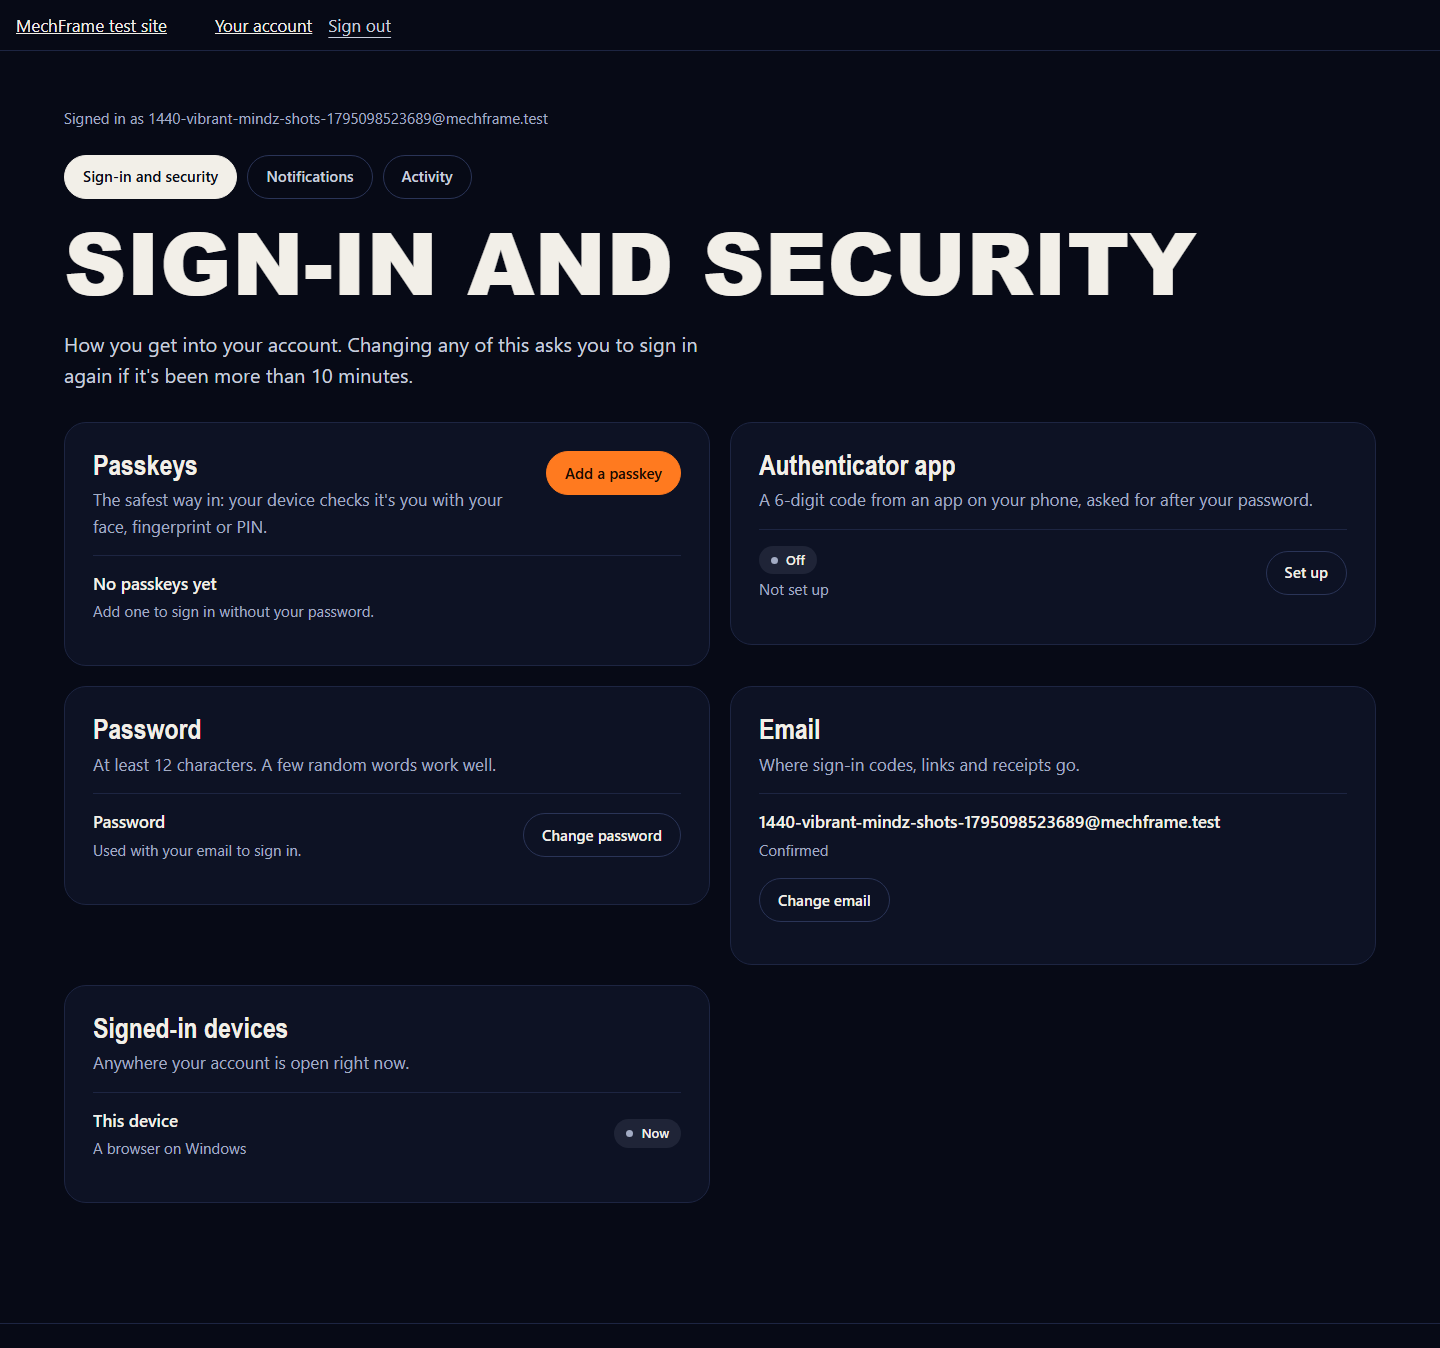 MechFrame test site
Your account
Sign out
Signed in as 1440-vibrant-mindz-shots-1795098523689@mechframe.test
Sign-in and security
Notifications
Activity
SIGN-IN AND SECURITY
How you get into your account. Changing any of this asks you to sign in
again if it's been more than 10 minutes.
Passkeys
Add a passkey
The safest way in: your device checks it's you with your
face, fingerprint or PIN.
No passkeys yet
Add one to sign in without your password.
Authenticator app
A 6-digit code from an app on your phone, asked for after your password.
Off
Not set up
Set up
Password
At least 12 characters. A few random words work well.
Password
Used with your email to sign in.
Change password
Email
Where sign-in codes, links and receipts go.
1440-vibrant-mindz-shots-1795098523689@mechframe.test
Confirmed
Change email
Signed-in devices
Anywhere your account is open right now.
This device
A browser on Windows
Now